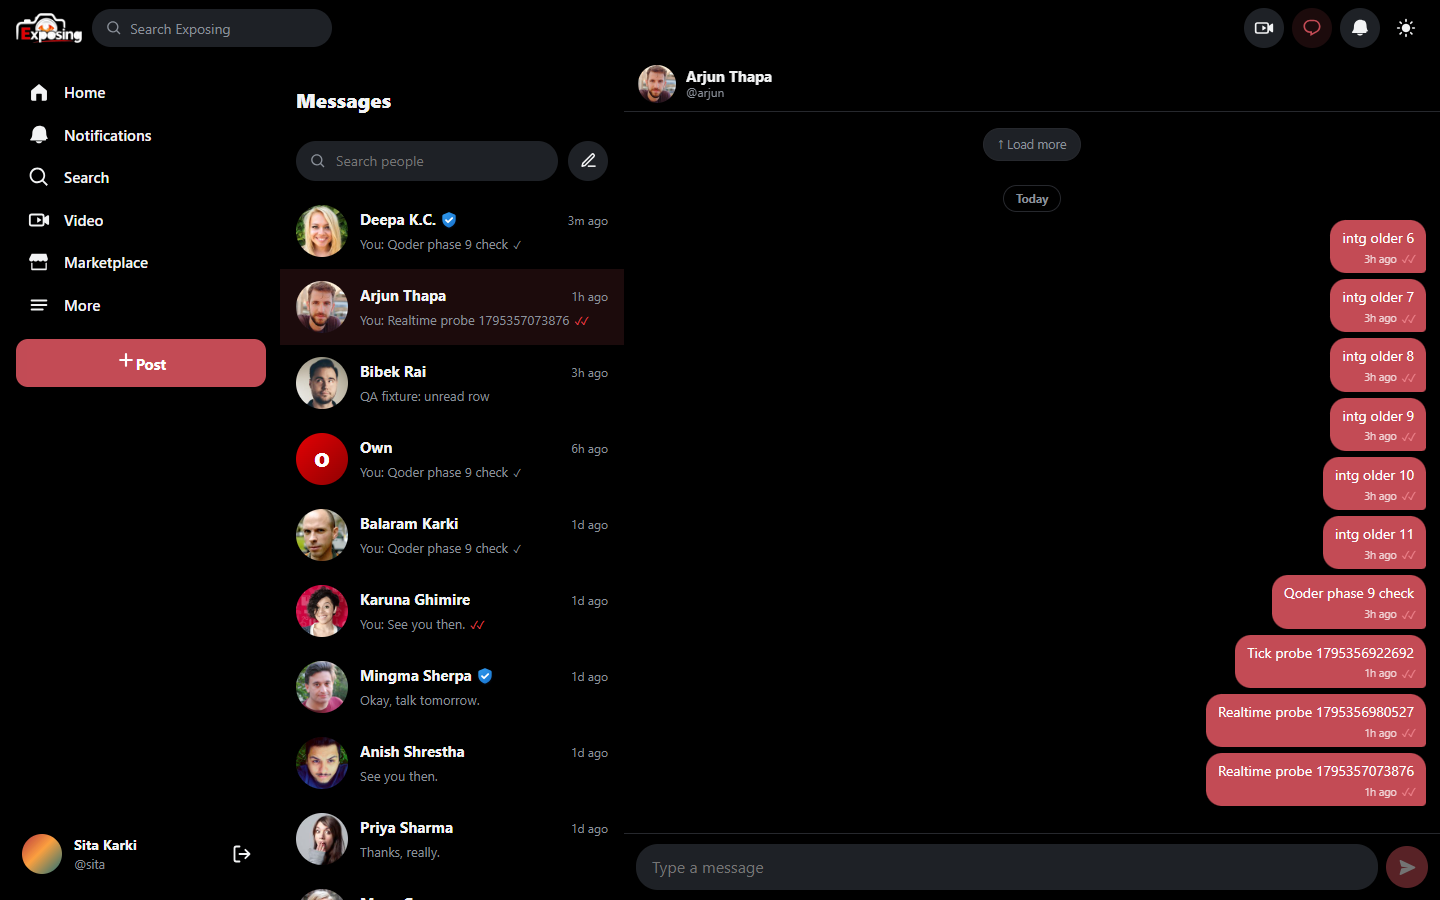 Exposing
Search Exposing
Home
Notifications
Search
Video
Marketplace
More
+ Post
Sita Karki
@sita
Messages
Search people
Deepa K.C.
3m ago
You: Qoder phase 9 check ✓
Arjun Thapa
1h ago
You: Realtime probe 1795357073876 ✓✓
Bibek Rai
3h ago
QA fixture: unread row
O
Own
6h ago
You: Qoder phase 9 check ✓
Balaram Karki
1d ago
You: Qoder phase 9 check ✓
Karuna Ghimire
1d ago
You: See you then. ✓✓
Mingma Sherpa
1d ago
Okay, talk tomorrow.
Anish Shrestha
1d ago
See you then.
Priya Sharma
1d ago
Thanks, really.
Arjun Thapa
@arjun
↑ Load more
Today
intg older 6
3h ago ✓✓
intg older 7
3h ago ✓✓
intg older 8
3h ago ✓✓
intg older 9
3h ago ✓✓
intg older 10
3h ago ✓✓
intg older 11
3h ago ✓✓
Qoder phase 9 check
3h ago ✓✓
Tick probe 1795356922692
1h ago ✓✓
Realtime probe 1795356980527
1h ago ✓✓
Realtime probe 1795357073876
1h ago ✓✓
Type a message